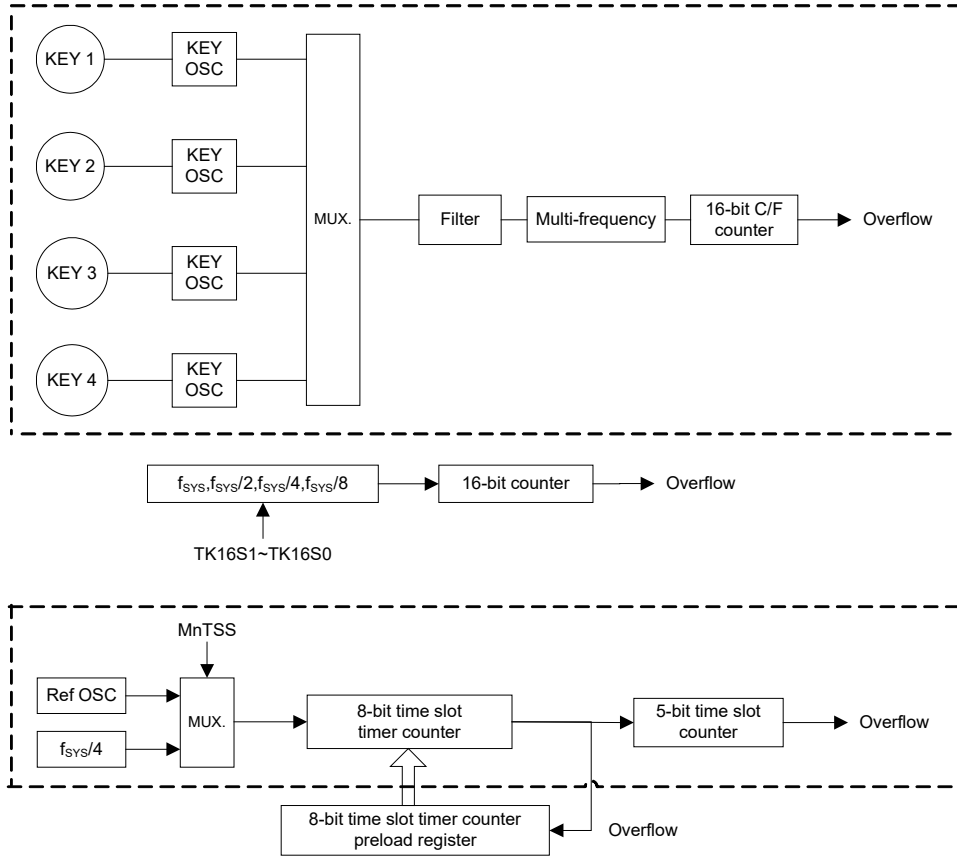 KEY 1
KEY
OSC
KEY 2
KEY
OSC
KEY 3
KEY
OSC
KEY 4
KEY
OSC
MUX.
Filter
Multi-frequency
16-bit C/F
counter
Overflow
fSYS,fSYS/2,fSYS/4,fSYS/8
16-bit counter
Overflow
TK16S1~TK16S0
MnTSS
Ref OSC
fSYS/4
MUX.
8-bit time slot
timer counter
5-bit time slot
counter
Overflow
8-bit time slot timer counter
preload register
Overflow